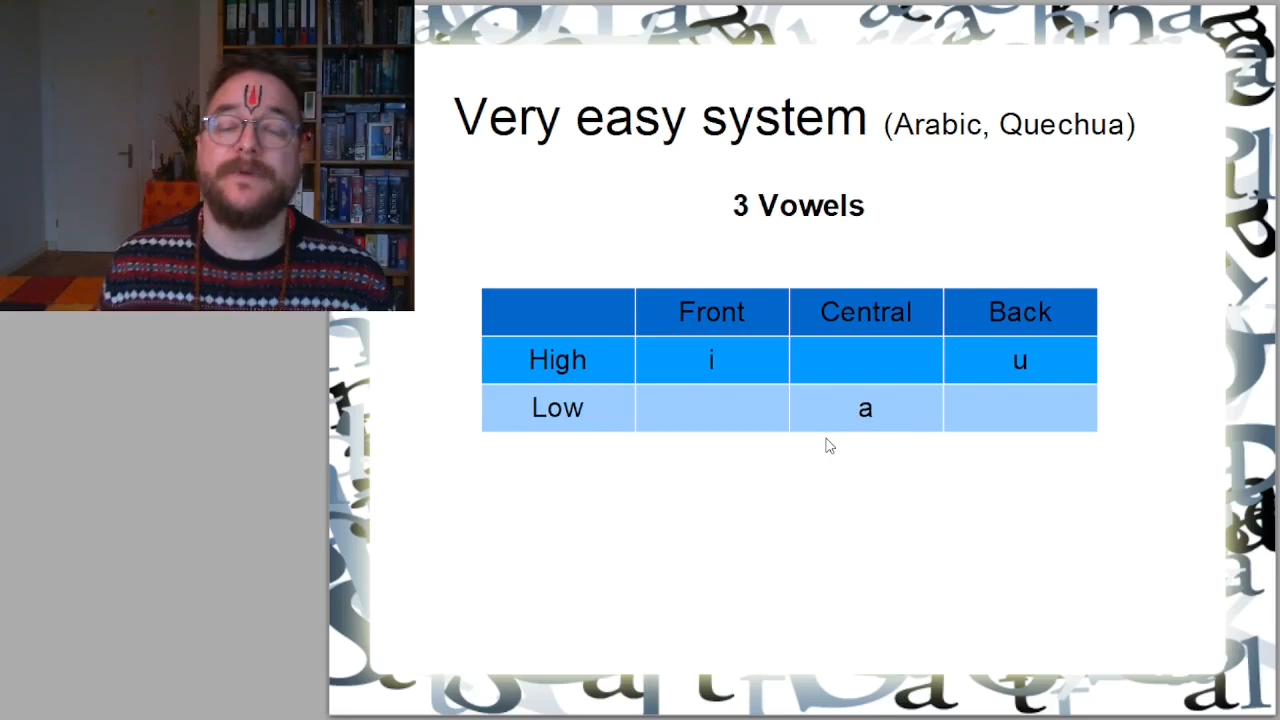 Very easy system (Arabic, Quechua)
3 Vowels
Front Central Back
High i u
Low a